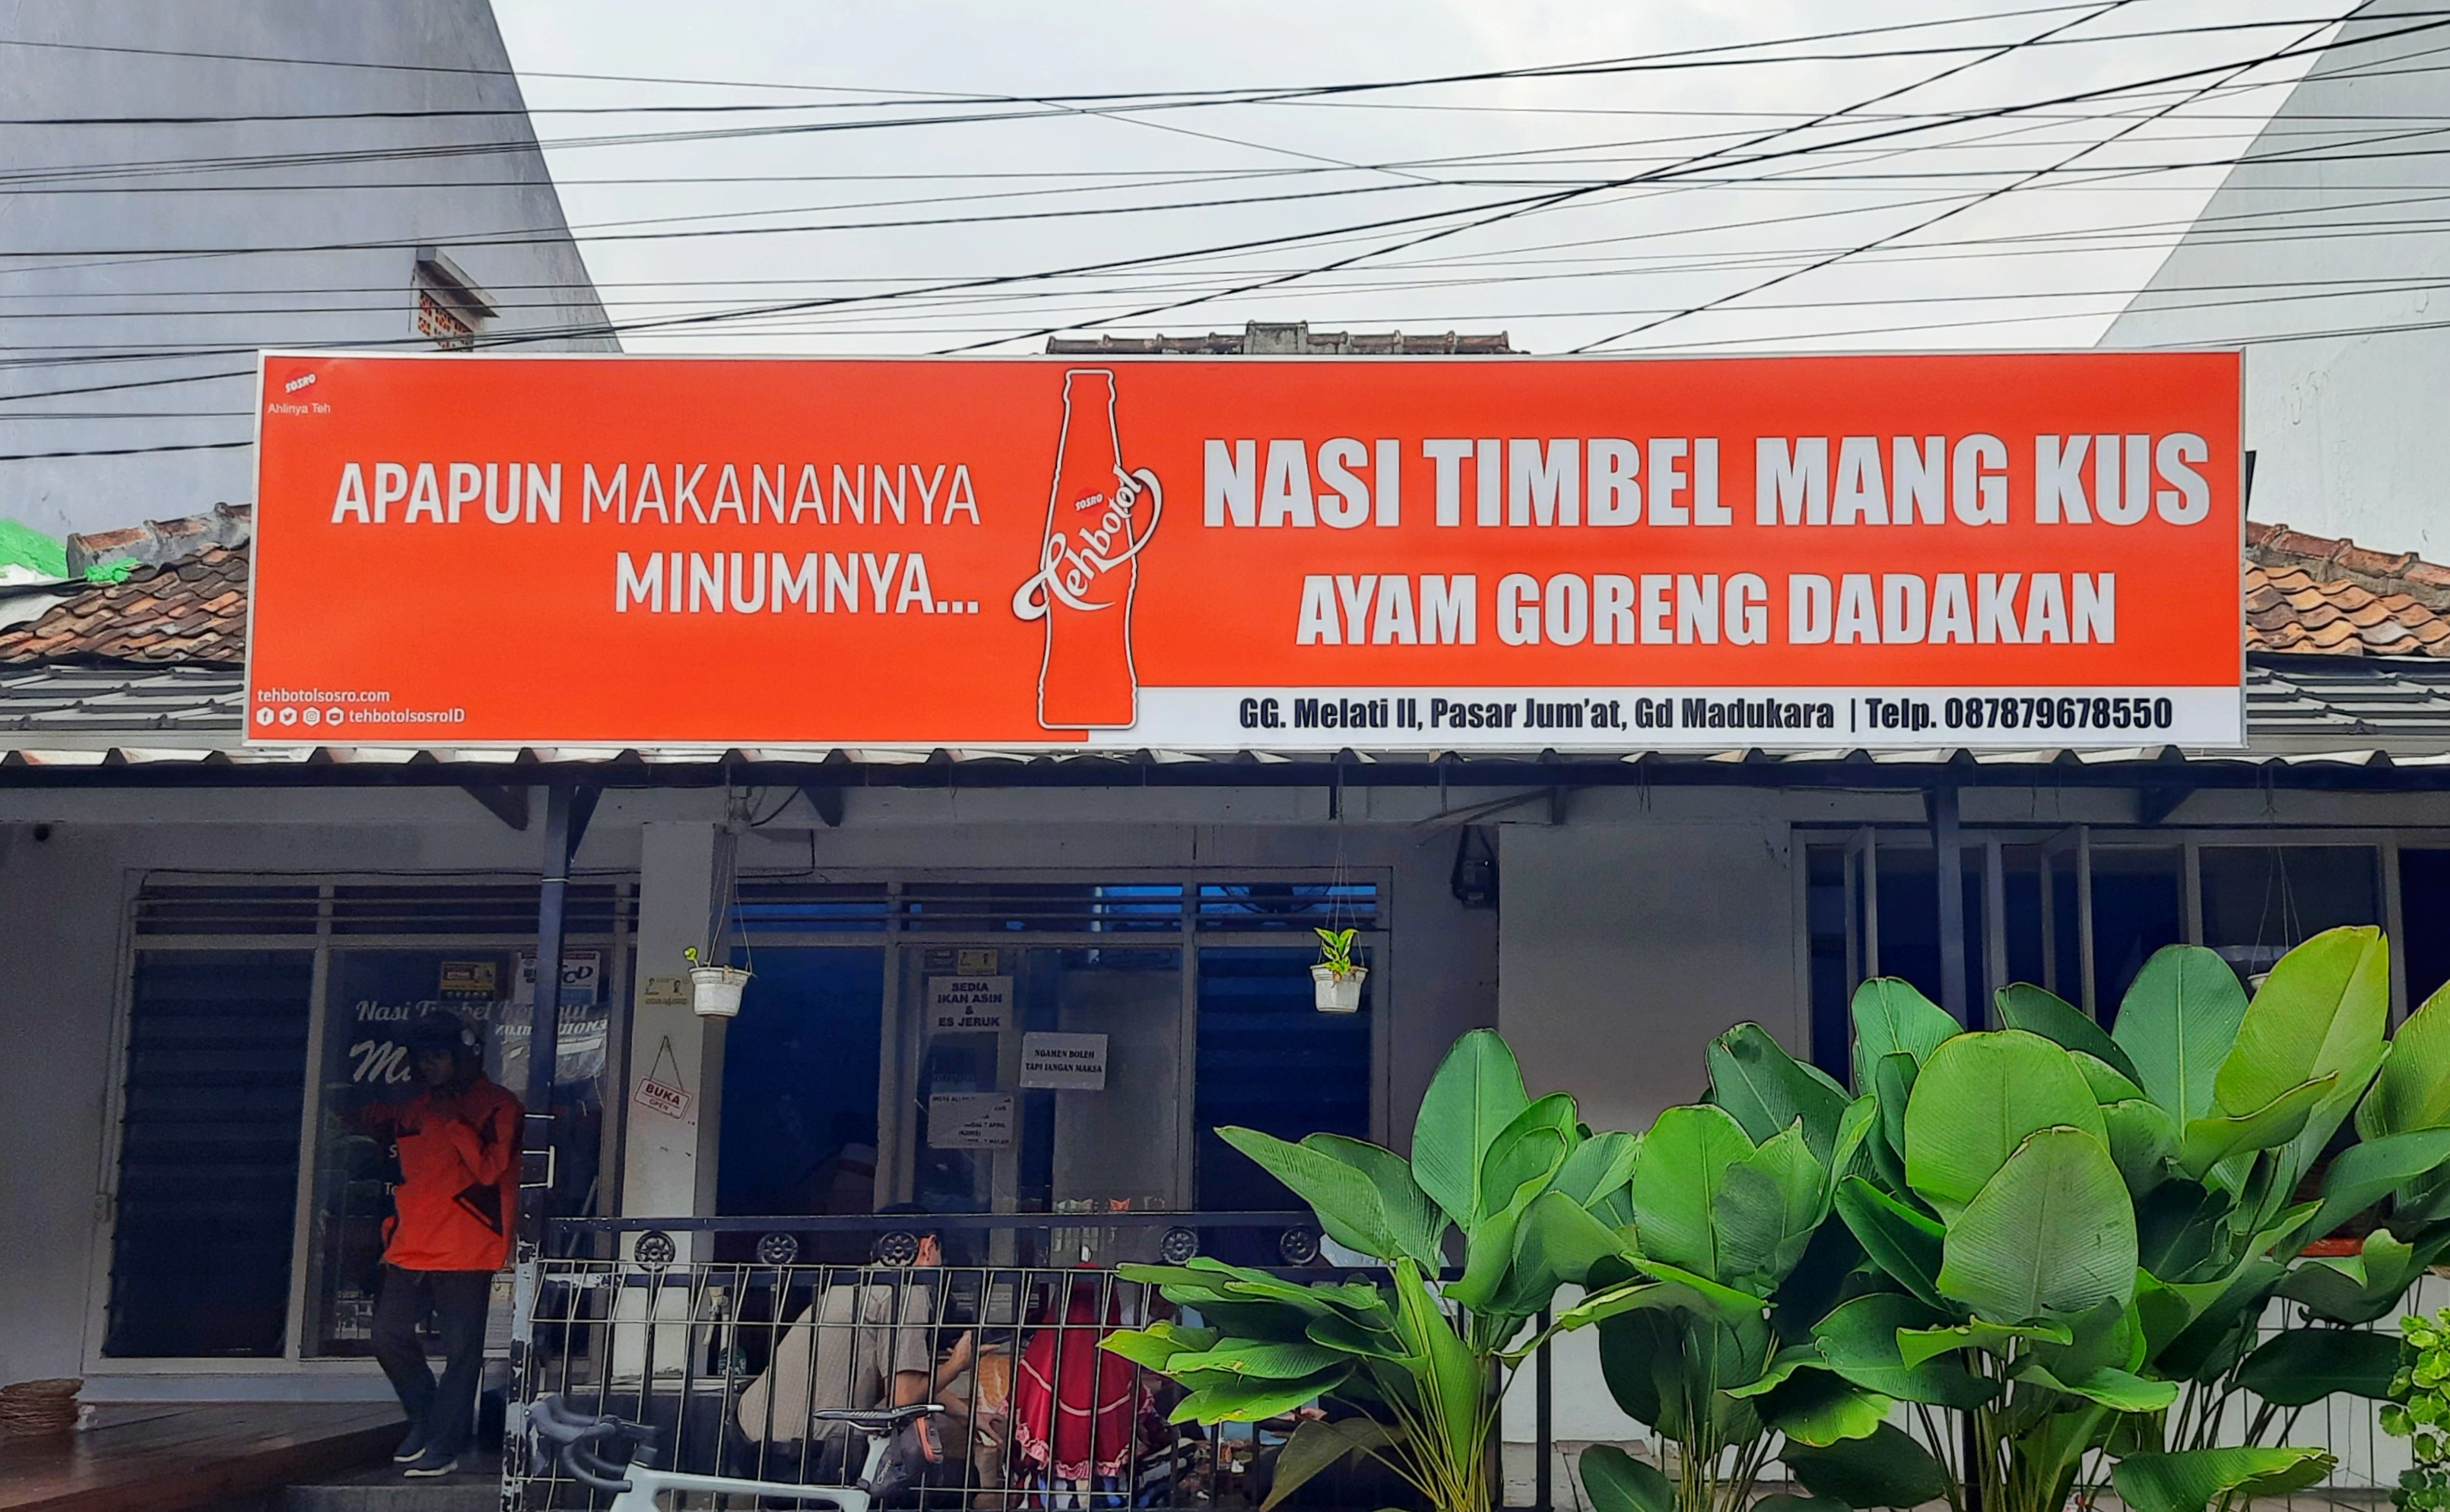 SOSRO
Ahlinya Teh
APAPUN MAKANANNYA
MINUMNYA...
tehbotolsosro.com
tehbotolsosroID
SOSRO
Tehbotol
NASI TIMBEL MANG KUS
AYAM GORENG DADAKAN
GG. Melati II, Pasar Jum'at, Gd Madukara | Telp. 087879678550
Nasi Timbel
BUKA
OPEN
SEDIA
IKAN ASIN
&
ES JERUK
NGAMEN BOLEH
TAPI JANGAN MAKSA